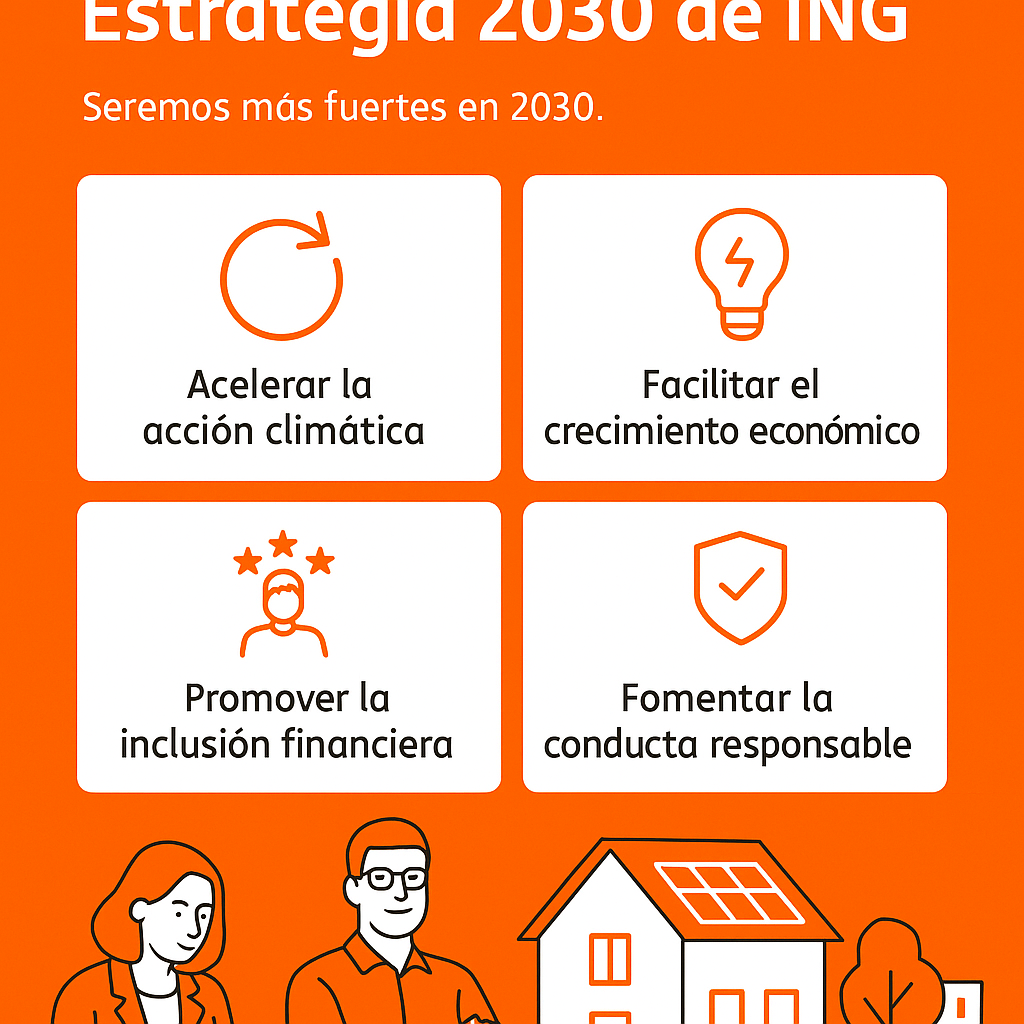 Estrategia 2030 de ING
Seremos más fuertes en 2030.
Acelerar la
acción climática
Facilitar el
crecimiento económico
Promover la
inclusión financiera
Fomentar la
conducta responsable